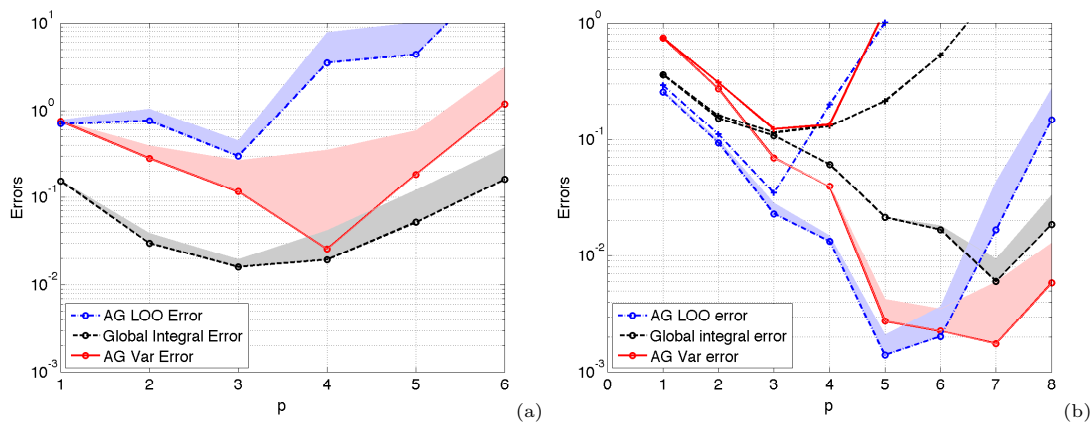 10^1
10^0
10^-1
10^-2
10^-3
Errors
AG LOO Error
Global Integral Error
AG Var Error
1 2 3 4 5 6
p
(a)
10^0
10^-1
10^-2
10^-3
Errors
AG LOO error
Global integral error
AG Var error
0 1 2 3 4 5 6 7 8
p
(b)